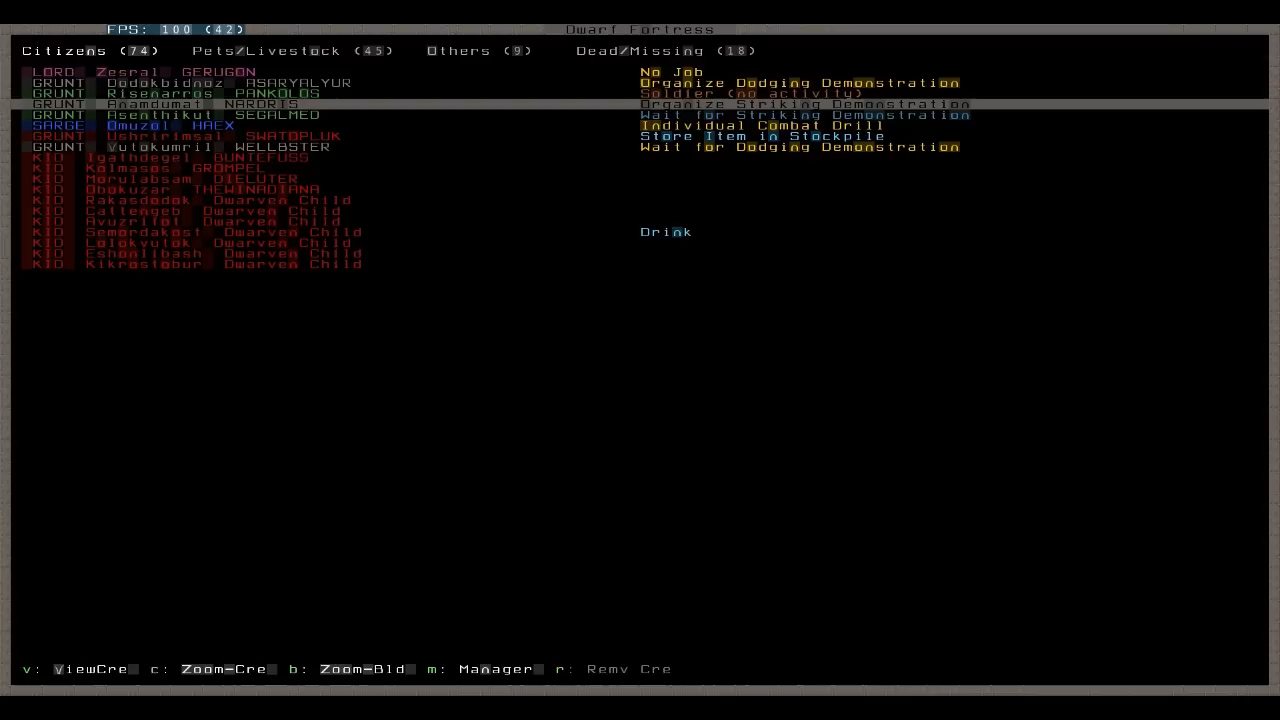 FPS: 100 (42) Dwarf Fortress
Citizens (74) Pets/Livestock (45) Others (9) Dead/Missing (18)
LORD Zesral GERUGON No Job
GRUNT Dodokbidnoz ASARYALYUR Organize Dodging Demonstration
GRUNT Risenarros PANKOLOS Soldier (no activity)
GRUNT Anamdumat NARDRIS Organize Striking Demonstration
GRUNT Asenthikut SEGALMED Wait for Striking Demonstration
SARGE Omuzol HAEX Individual Combat Drill
GRUNT Ushririmsal SWATOPLUK Store Item in Stockpile
GRUNT Vutokumril WELLBSTER Wait for Dodging Demonstration
KID Igathdegel BUNTEFUSS
KID Kolmasos GROMPEL
KID Morulabsam DIELUTER
KID Obokuzar THEWINADIANA
KID Rakasdodok Dwarven Child
KID Cattengeb Dwarven Child
KID Avuzrifot Dwarven Child
KID Semordakost Dwarven Child Drink
KID Lolokvutok Dwarven Child
KID Eshonlibash Dwarven Child
KID Kikrostobur Dwarven Child
v: ViewCre c: Zoom-Cre b: Zoom-Bld m: Manager r: Remv Cre